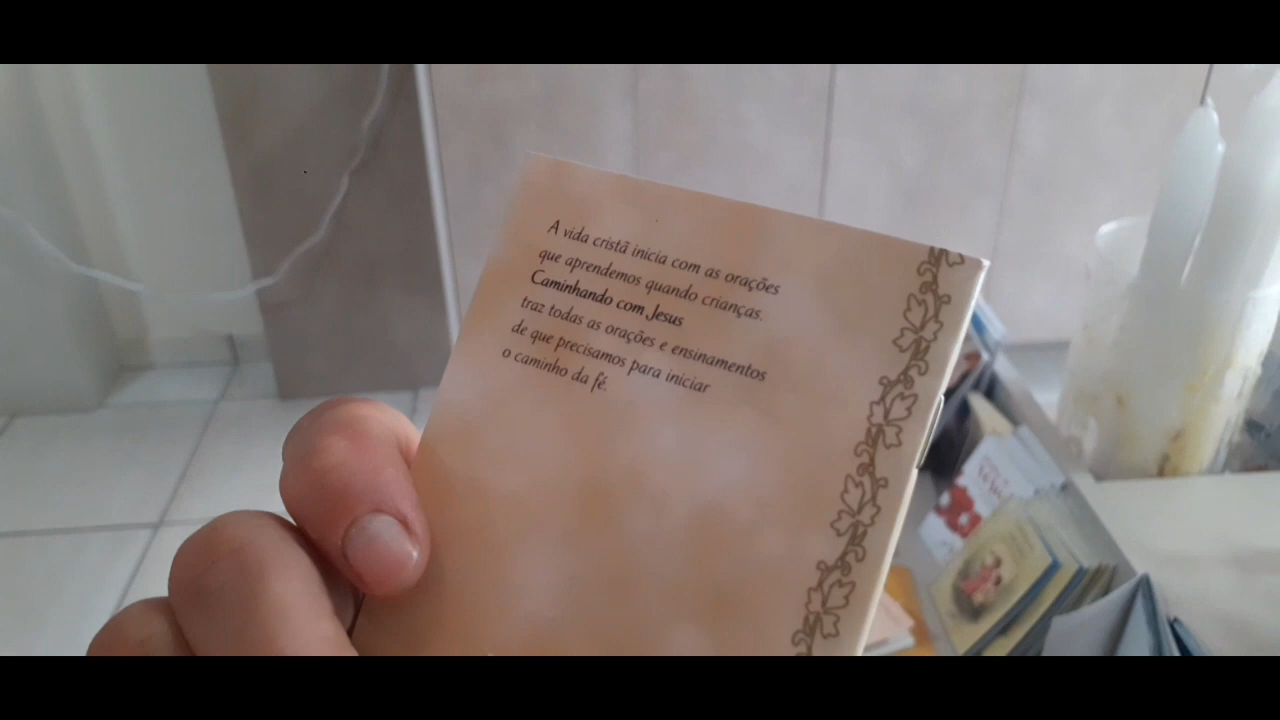 A vida cristã inicia com as orações
que aprendemos quando crianças.
Caminhando com Jesus
traz todas as orações e ensinamentos
de que precisamos para iniciar
o caminho da fé.